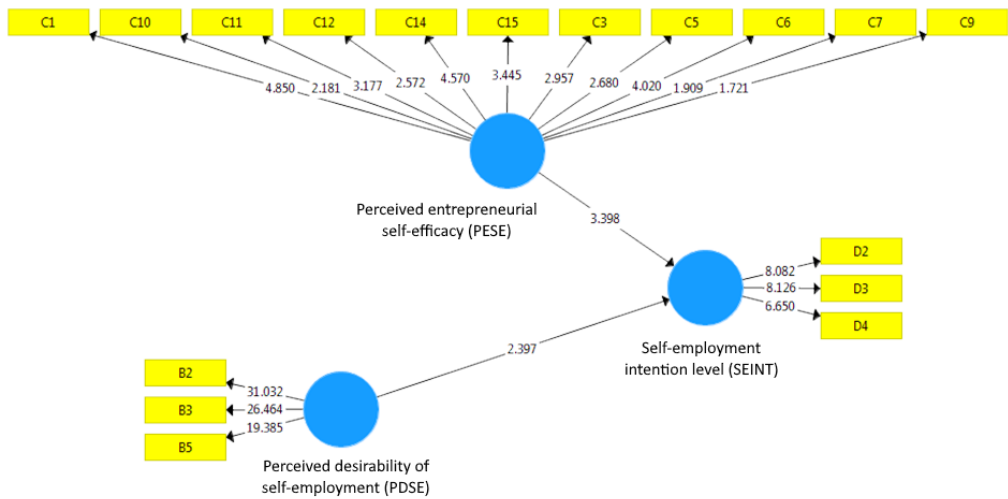 C1 C10 C11 C12 C14 C15 C3 C5 C6 C7 C9
4.850 2.181 3.177 2.572 4.570 3.445 2.957 2.680 4.020 1.909 1.721
Perceived entrepreneurial
self-efficacy (PESE)
3.398
D2
8.082
D3
8.126
D4
6.650
Self-employment
intention level (SEINT)
2.397
B2
31.032
B3
26.464
B5
19.385
Perceived desirability of
self-employment (PDSE)